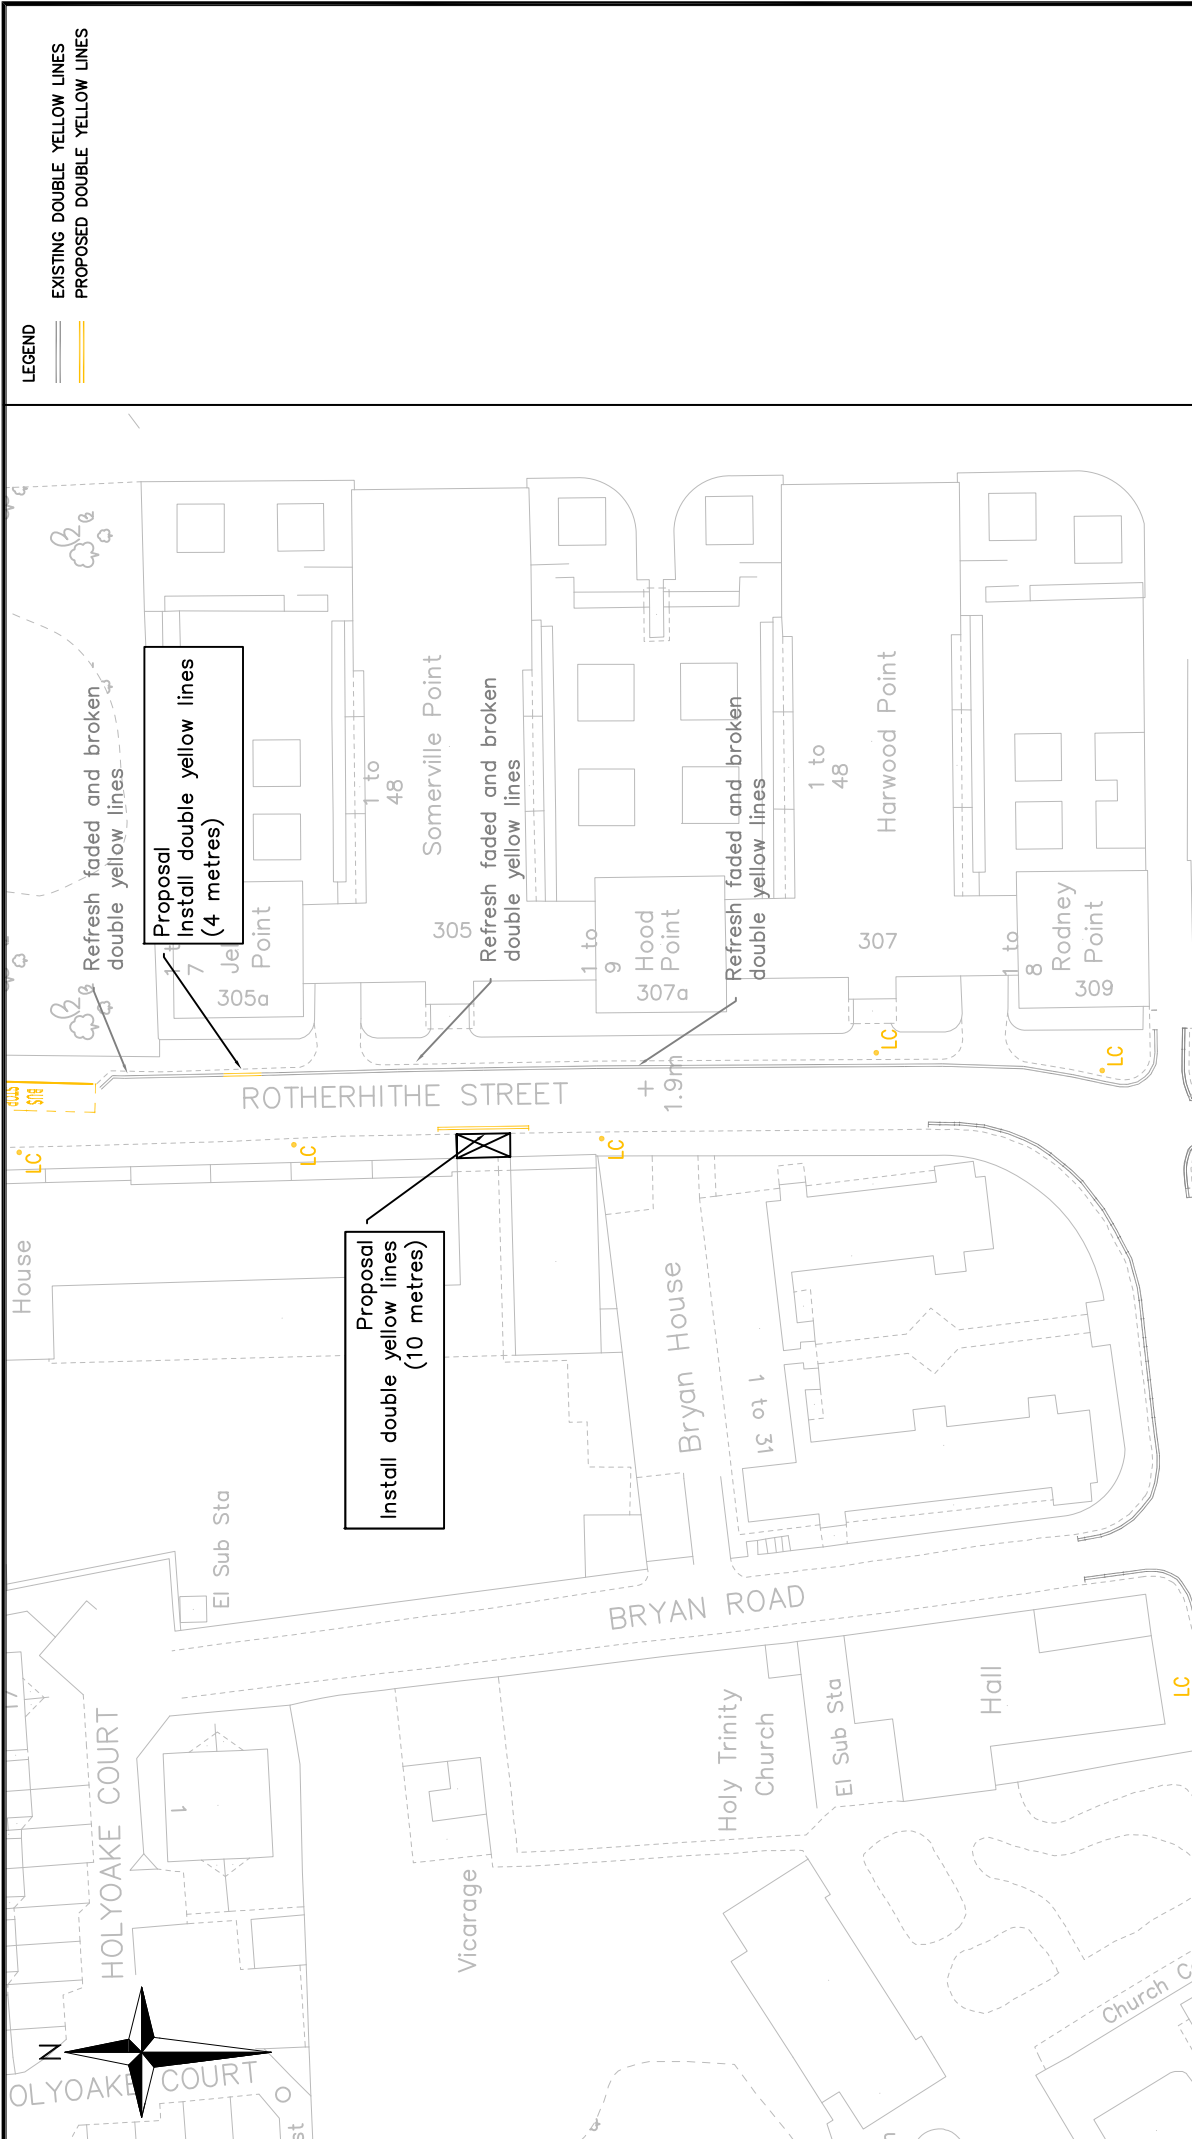 LEGEND
EXISTING DOUBLE YELLOW LINES
PROPOSED DOUBLE YELLOW LINES
Refresh faded and broken
double yellow lines
Proposal
Install double yellow lines
(4 metres)
7
Point
305a
1 to
48
Somerville Point
305
Refresh faded and broken
double yellow lines
1 to
9
Hood
Point
307a
Refresh faded and broken
double yellow lines
1 to
48
Harwood Point
307
1 to
8
Rodney
Point
309
BUS
STOP
ROTHERHITHE STREET
1.9m
LC
LC
LC
LC
LC
House
Proposal
Install double yellow lines
(10 metres)
Bryan House
1 to 31
El Sub Sta
BRYAN ROAD
Holy Trinity
Church
El Sub Sta
Hall
LC
17
HOLYOAKE COURT
1
Vicarage
N
OLYOAKE COURT
Church